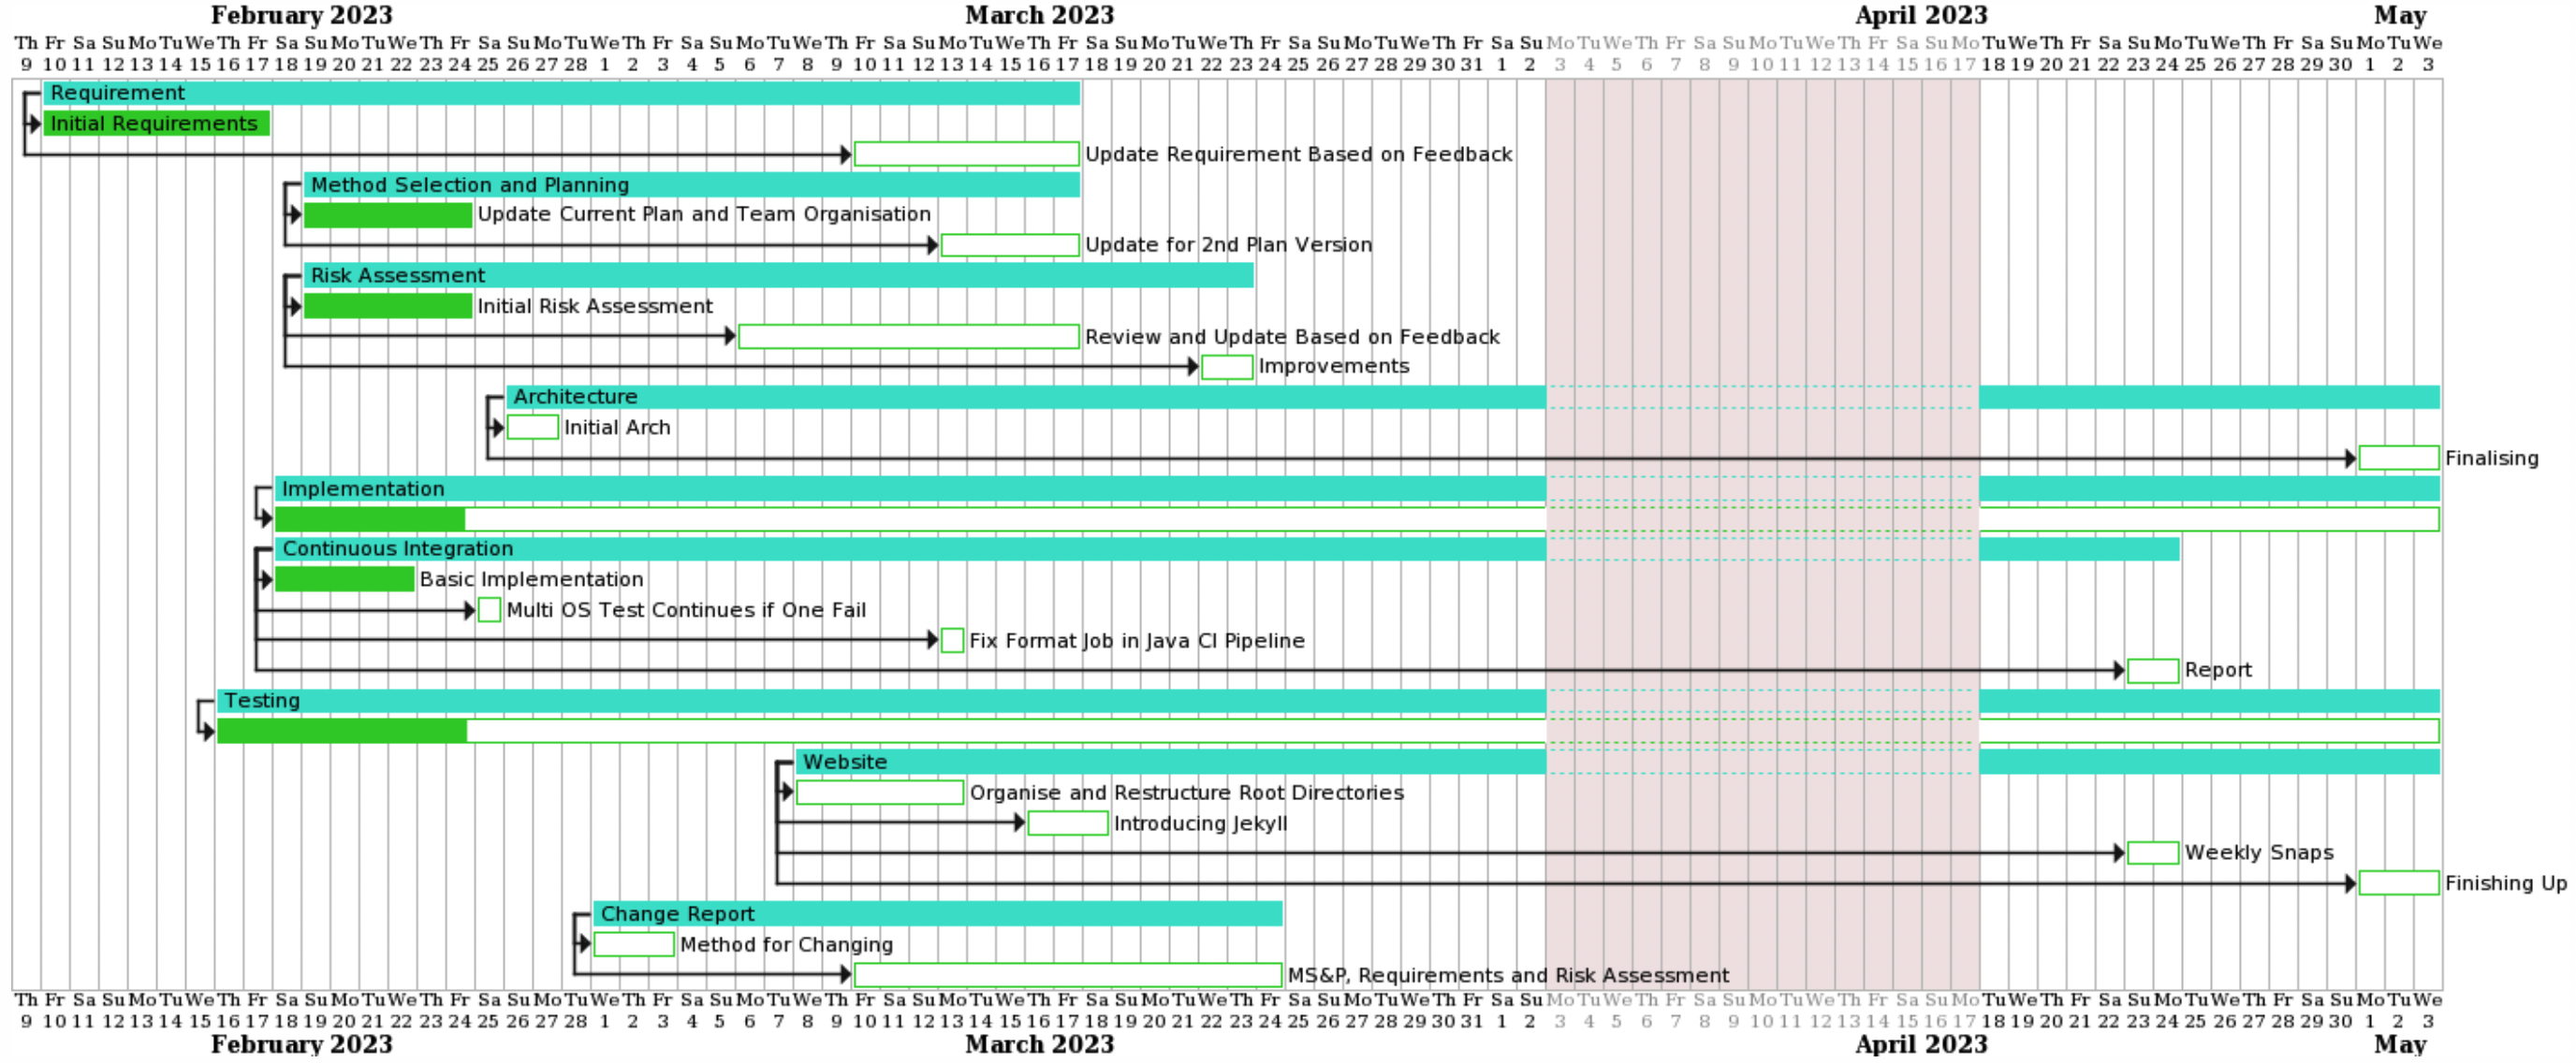 February 2023 March 2023 April 2023 May
Th Fr Sa Su Mo Tu We Th Fr Sa Su Mo Tu We Th Fr Sa Su Mo Tu We Th Fr Sa Su Mo Tu We Th Fr Sa Su Mo Tu We Th Fr Sa Su Mo Tu We Th Fr Sa Su Mo Tu We Th Fr Sa Su Mo Tu We Th Fr Sa Su Mo Tu We Th Fr Sa Su Mo Tu We Th Fr Sa Su Mo Tu We Th Fr Sa Su Mo Tu We
9 10 11 12 13 14 15 16 17 18 19 20 21 22 23 24 25 26 27 28 1 2 3 4 5 6 7 8 9 10 11 12 13 14 15 16 17 18 19 20 21 22 23 24 25 26 27 28 29 30 31 1 2 3 4 5 6 7 8 9 10 11 12 13 14 15 16 17 18 19 20 21 22 23 24 25 26 27 28 29 30 1 2 3
Requirement
Initial Requirements
Update Requirement Based on Feedback
Method Selection and Planning
Update Current Plan and Team Organisation
Update for 2nd Plan Version
Risk Assessment
Initial Risk Assessment
Review and Update Based on Feedback
Improvements
Architecture
Initial Arch
Finalising
Implementation
Continuous Integration
Basic Implementation
Multi OS Test Continues if One Fail
Fix Format Job in Java CI Pipeline
Report
Testing
Website
Organise and Restructure Root Directories
Introducing Jekyll
Weekly Snaps
Finishing Up
Change Report
Method for Changing
MS&P, Requirements and Risk Assessment
Th Fr Sa Su Mo Tu We Th Fr Sa Su Mo Tu We Th Fr Sa Su Mo Tu We Th Fr Sa Su Mo Tu We Th Fr Sa Su Mo Tu We Th Fr Sa Su Mo Tu We Th Fr Sa Su Mo Tu We Th Fr Sa Su Mo Tu We Th Fr Sa Su Mo Tu We Th Fr Sa Su Mo Tu We Th Fr Sa Su Mo Tu We Th Fr Sa Su Mo Tu We
9 10 11 12 13 14 15 16 17 18 19 20 21 22 23 24 25 26 27 28 1 2 3 4 5 6 7 8 9 10 11 12 13 14 15 16 17 18 19 20 21 22 23 24 25 26 27 28 29 30 31 1 2 3 4 5 6 7 8 9 10 11 12 13 14 15 16 17 18 19 20 21 22 23 24 25 26 27 28 29 30 1 2 3
February 2023 March 2023 April 2023 May